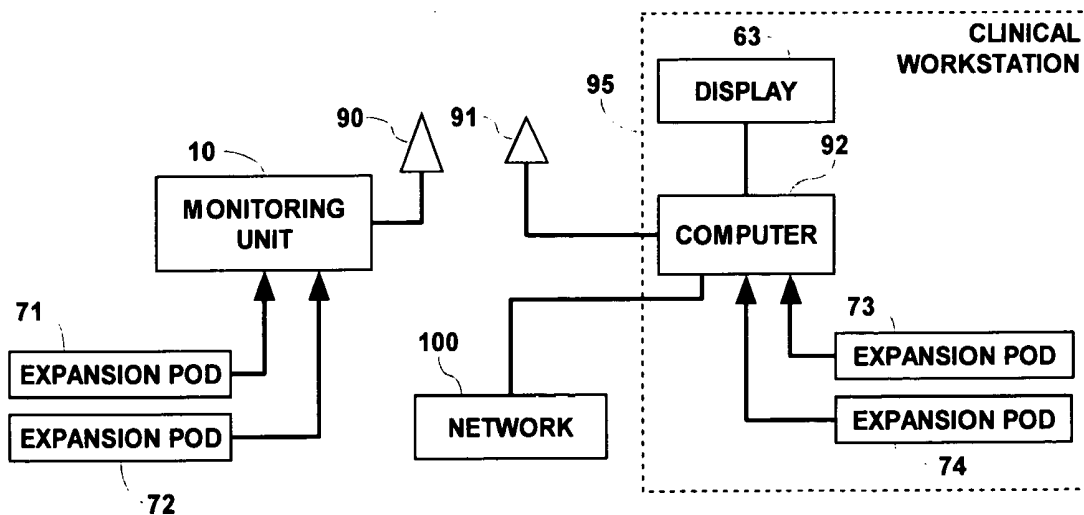 CLINICAL
WORKSTATION
63
DISPLAY
95
90
91
92
10
MONITORING
UNIT
COMPUTER
71
EXPANSION POD
73
EXPANSION POD
100
NETWORK
EXPANSION POD
72
EXPANSION POD
74